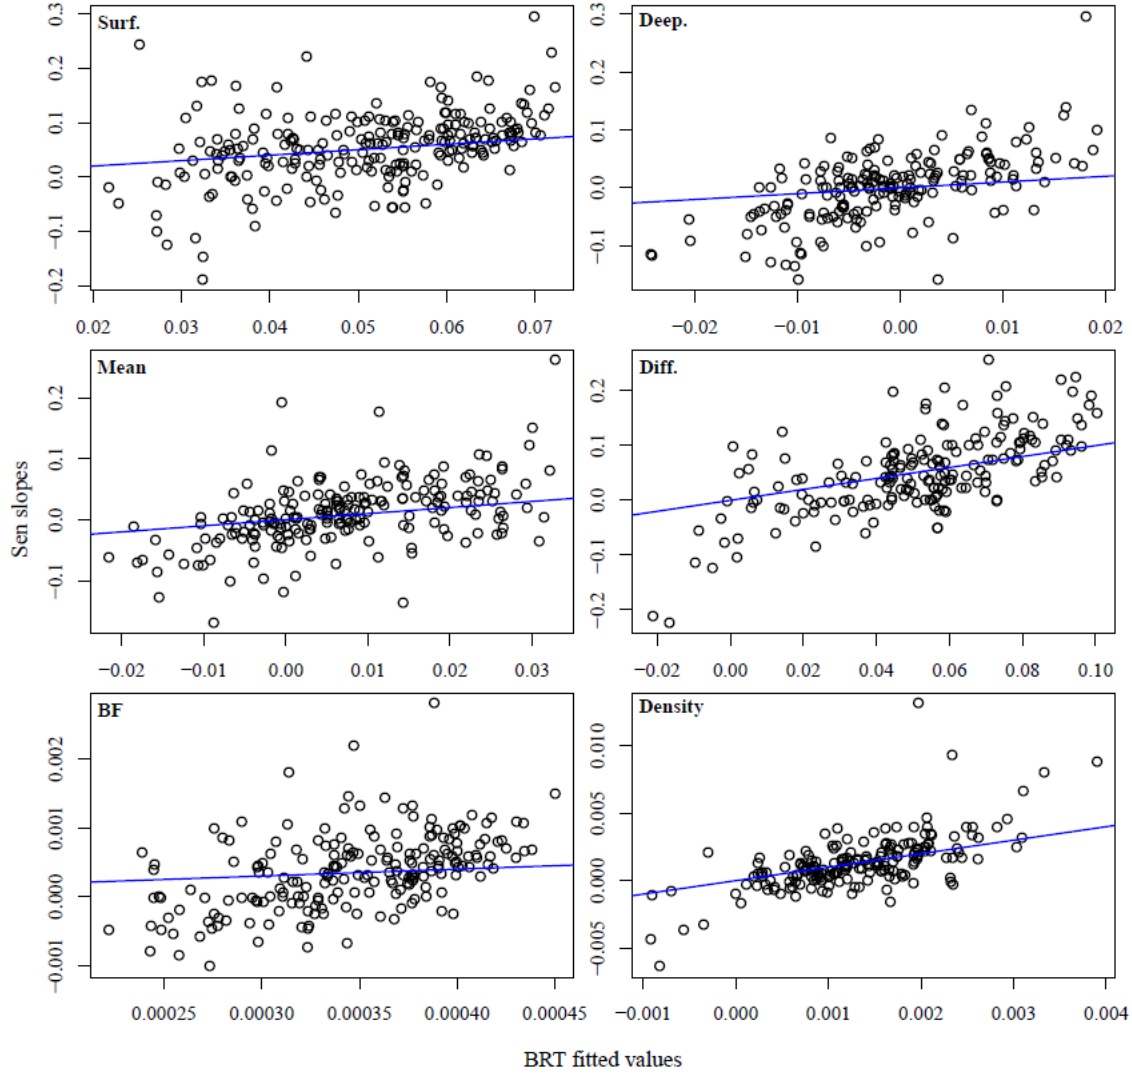 Surf.
0.3
0.2
0.1
0.0
−0.1
−0.2
0.02 0.03 0.04 0.05 0.06 0.07
Deep.
0.3
0.2
0.1
0.0
−0.1
−0.02 −0.01 0.00 0.01 0.02
Mean
0.2
0.1
0.0
−0.1
−0.02 −0.01 0.00 0.01 0.02 0.03
Diff.
0.2
0.1
0.0
−0.1
−0.2
−0.02 0.00 0.02 0.04 0.06 0.08 0.10
Sen slopes
BF
0.002
0.001
0.000
−0.001
0.00025 0.00030 0.00035 0.00040 0.00045
Density
0.010
0.005
0.000
−0.005
−0.001 0.000 0.001 0.002 0.003 0.004
BRT fitted values